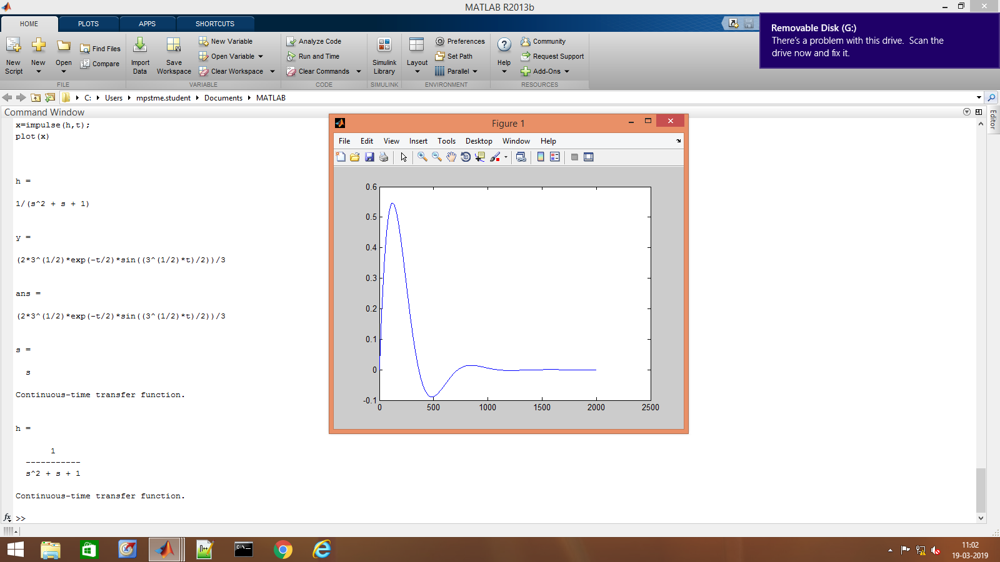 MATLAB R2013b
HOME
PLOTS
APPS
SHORTCUTS
Removable Disk (G:)
There's a problem with this drive. Scan the
drive now and fix it.
New Script
New
Open
Find Files
Compare
FILE
Import Data
Save Workspace
New Variable
Open Variable
Clear Workspace
VARIABLE
Analyze Code
Run and Time
Clear Commands
CODE
Simulink Library
SIMULINK
Layout
Preferences
Set Path
Parallel
ENVIRONMENT
Help
Community
Request Support
Add-Ons
RESOURCES
C: Users mpstme.student Documents MATLAB
Command Window
Editor
x=impulse(h,t);
plot(x)
h =
1/(s^2 + s + 1)
y =
(2*3^(1/2)*exp(-t/2)*sin((3^(1/2)*t)/2))/3
ans =
(2*3^(1/2)*exp(-t/2)*sin((3^(1/2)*t)/2))/3
s =
s
Continuous-time transfer function.
h =
1
-----------
s^2 + s + 1
Continuous-time transfer function.
fx >>
Figure 1
File Edit View Insert Tools Desktop Window Help
0.6
0.5
0.4
0.3
0.2
0.1
0
-0.1
0 500 1000 1500 2000 2500
C:\
11:02
19-03-2019